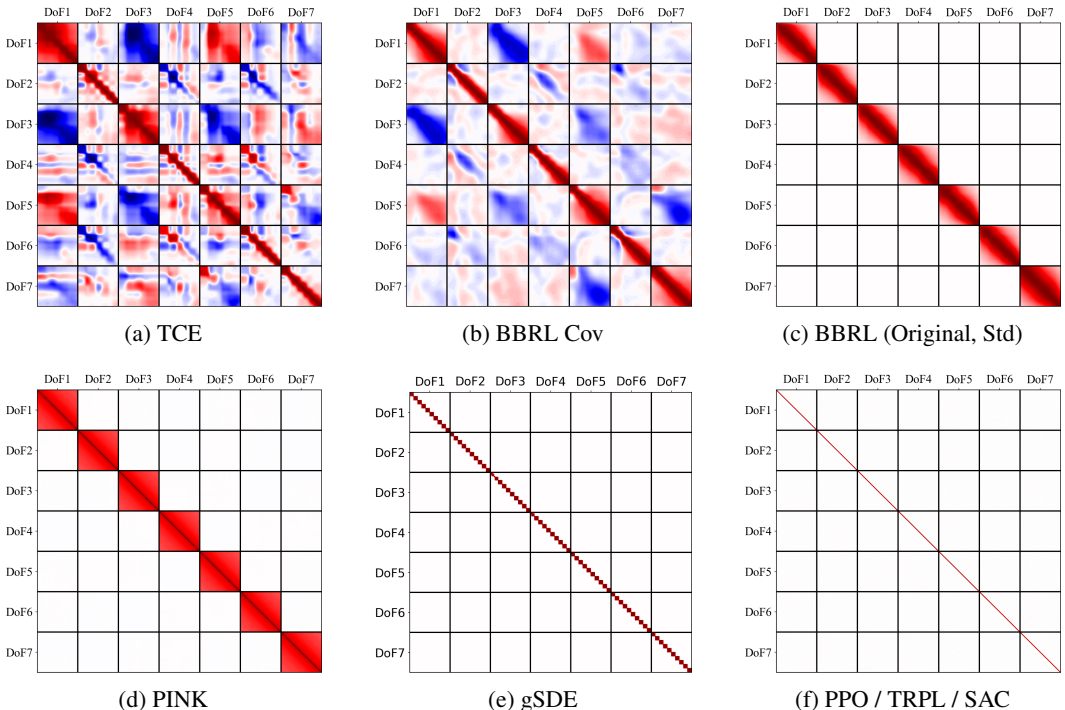 DoF1 DoF2 DoF3 DoF4 DoF5 DoF6 DoF7
DoF1
DoF2
DoF3
DoF4
DoF5
DoF6
DoF7
(a) TCE
DoF1 DoF2 DoF3 DoF4 DoF5 DoF6 DoF7
DoF1
DoF2
DoF3
DoF4
DoF5
DoF6
DoF7
(b) BBRL Cov
DoF1 DoF2 DoF3 DoF4 DoF5 DoF6 DoF7
DoF1
DoF2
DoF3
DoF4
DoF5
DoF6
DoF7
(c) BBRL (Original, Std)
DoF1 DoF2 DoF3 DoF4 DoF5 DoF6 DoF7
DoF1
DoF2
DoF3
DoF4
DoF5
DoF6
DoF7
(d) PINK
DoF1 DoF2 DoF3 DoF4 DoF5 DoF6 DoF7
DoF1
DoF2
DoF3
DoF4
DoF5
DoF6
DoF7
(e) gSDE
DoF1 DoF2 DoF3 DoF4 DoF5 DoF6 DoF7
DoF1
DoF2
DoF3
DoF4
DoF5
DoF6
DoF7
(f) PPO / TRPL / SAC